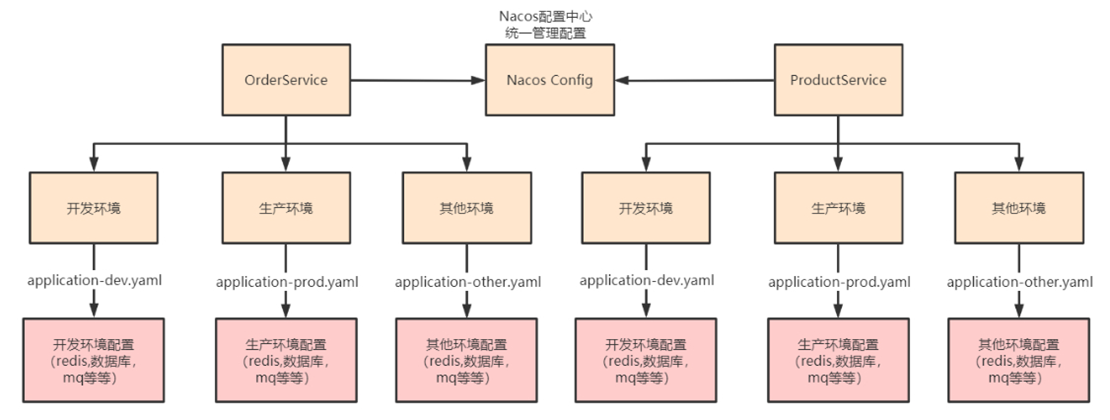 Nacos配置中心
统一管理配置
OrderService
Nacos Config
ProductService
开发环境
生产环境
其他环境
开发环境
生产环境
其他环境
application-dev.yaml
application-prod.yaml
application-other.yaml
application-dev.yaml
application-prod.yaml
application-other.yaml
开发环境配置
（redis,数据库，
mq等等）
生产环境配置
（redis,数据库，
mq等等）
其他环境配置
（redis,数据库，
mq等等）
开发环境配置
（redis,数据库，
mq等等）
生产环境配置
（redis,数据库，
mq等等）
其他环境配置
（redis,数据库，
mq等等）